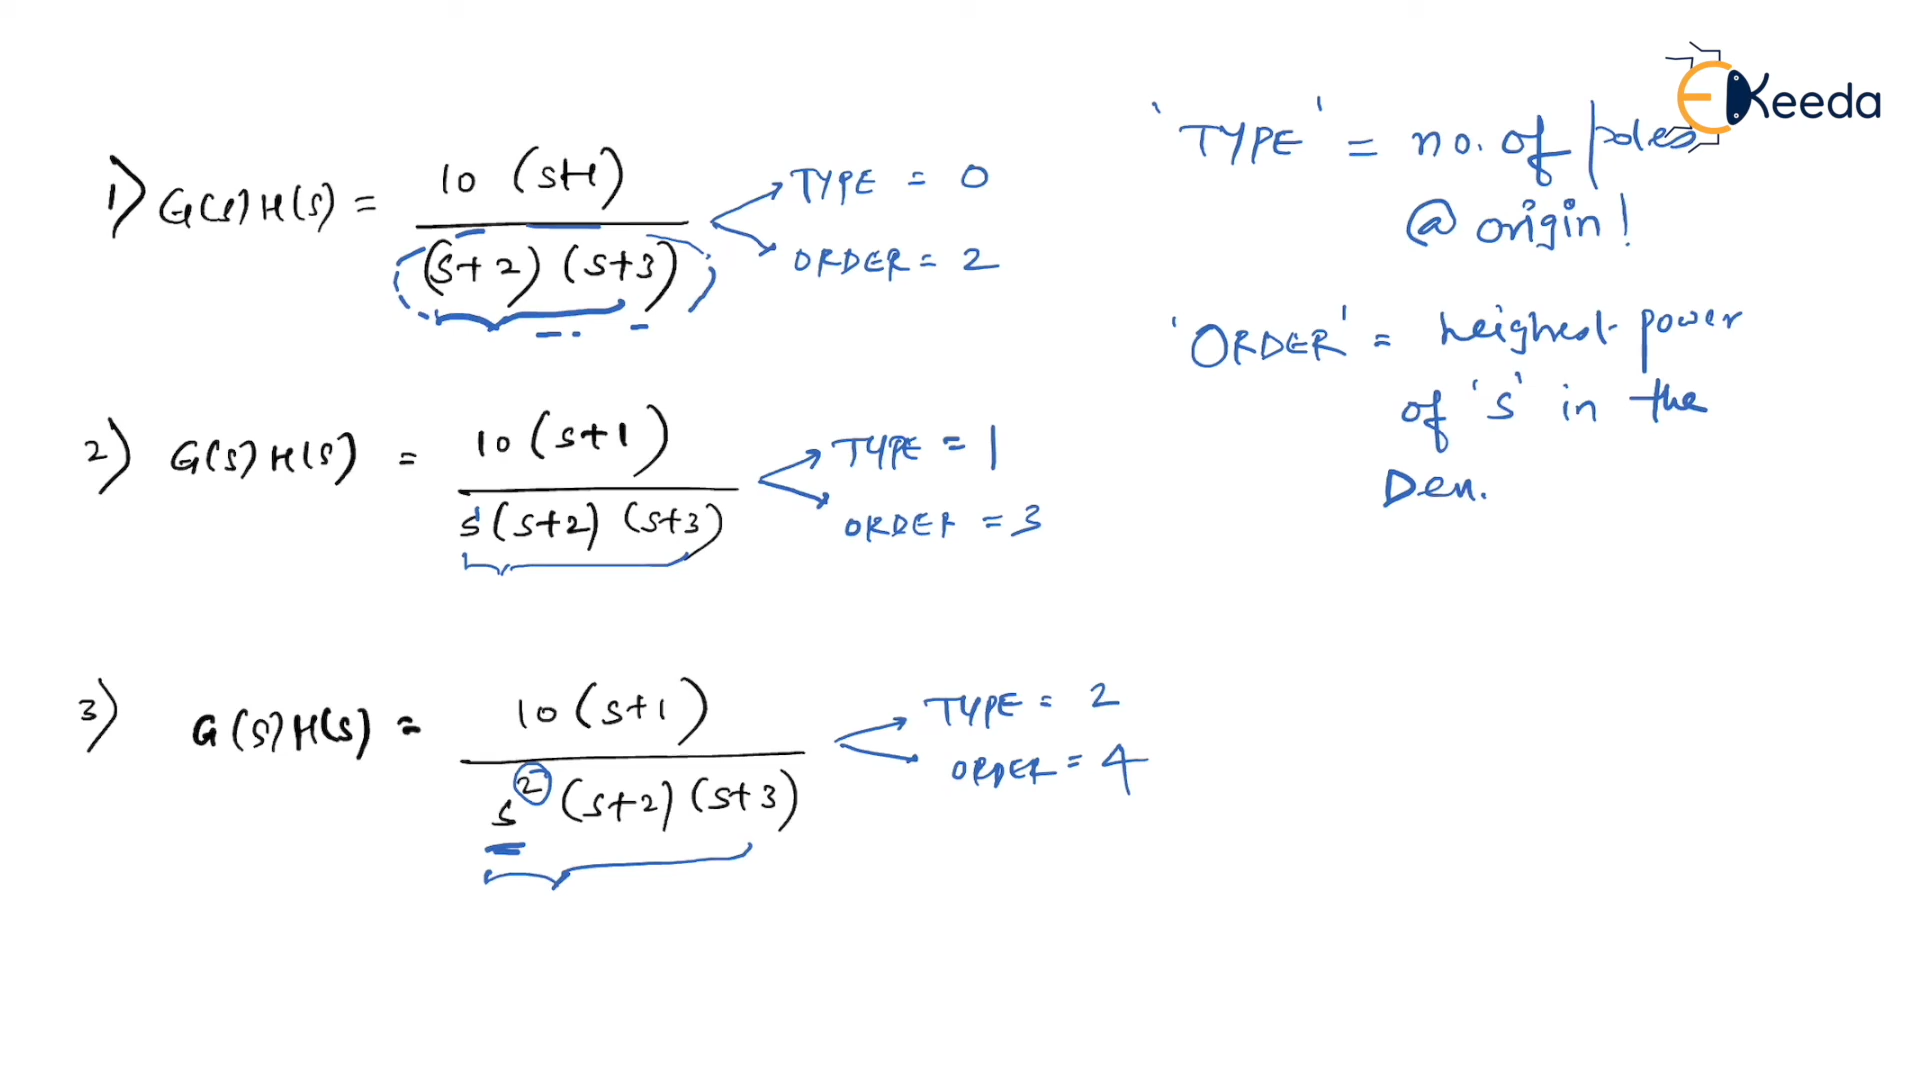 EKeeda
'TYPE' = no. of poles
@ origin!
'ORDER' = heighest power
of 's' in the
Den.
1) G(s)H(s) = 10 (s+1)
(s+2) (s+3)
TYPE = 0
ORDER = 2
2) G(s)H(s) = 10(s+1)
s(s+2) (s+3)
TYPE = 1
ORDER = 3
3) G(s)H(s) = 10(s+1)
s² (s+2)(s+3)
TYPE = 2
ORDER = 4